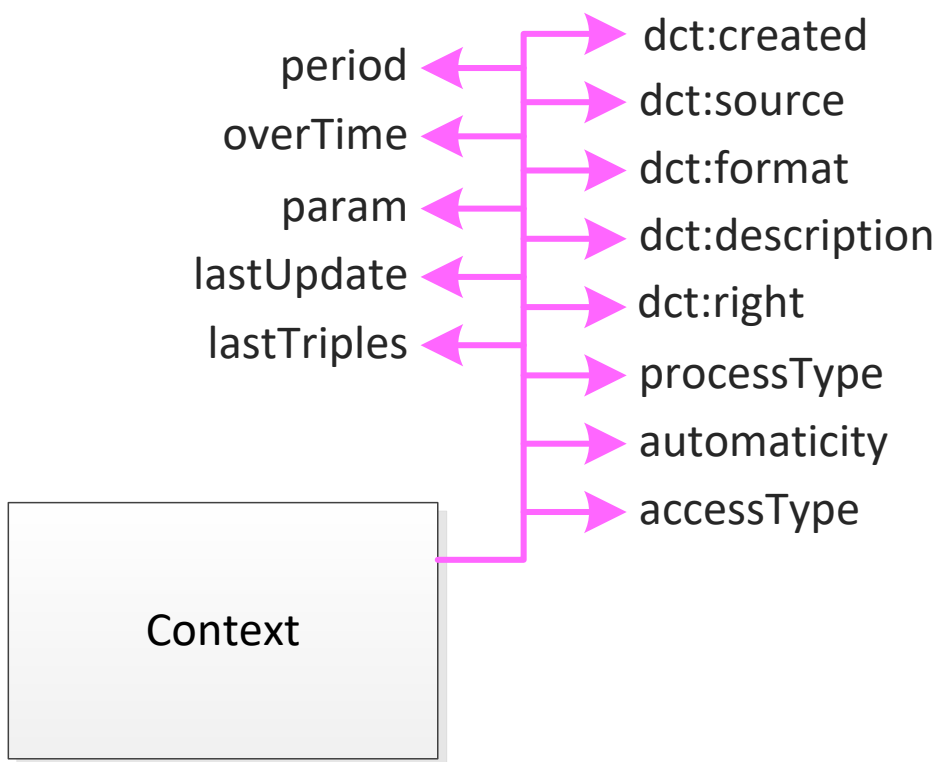 period
overTime
param
lastUpdate
lastTriples
dct:created
dct:source
dct:format
dct:description
dct:right
processType
automaticity
accessType
Context